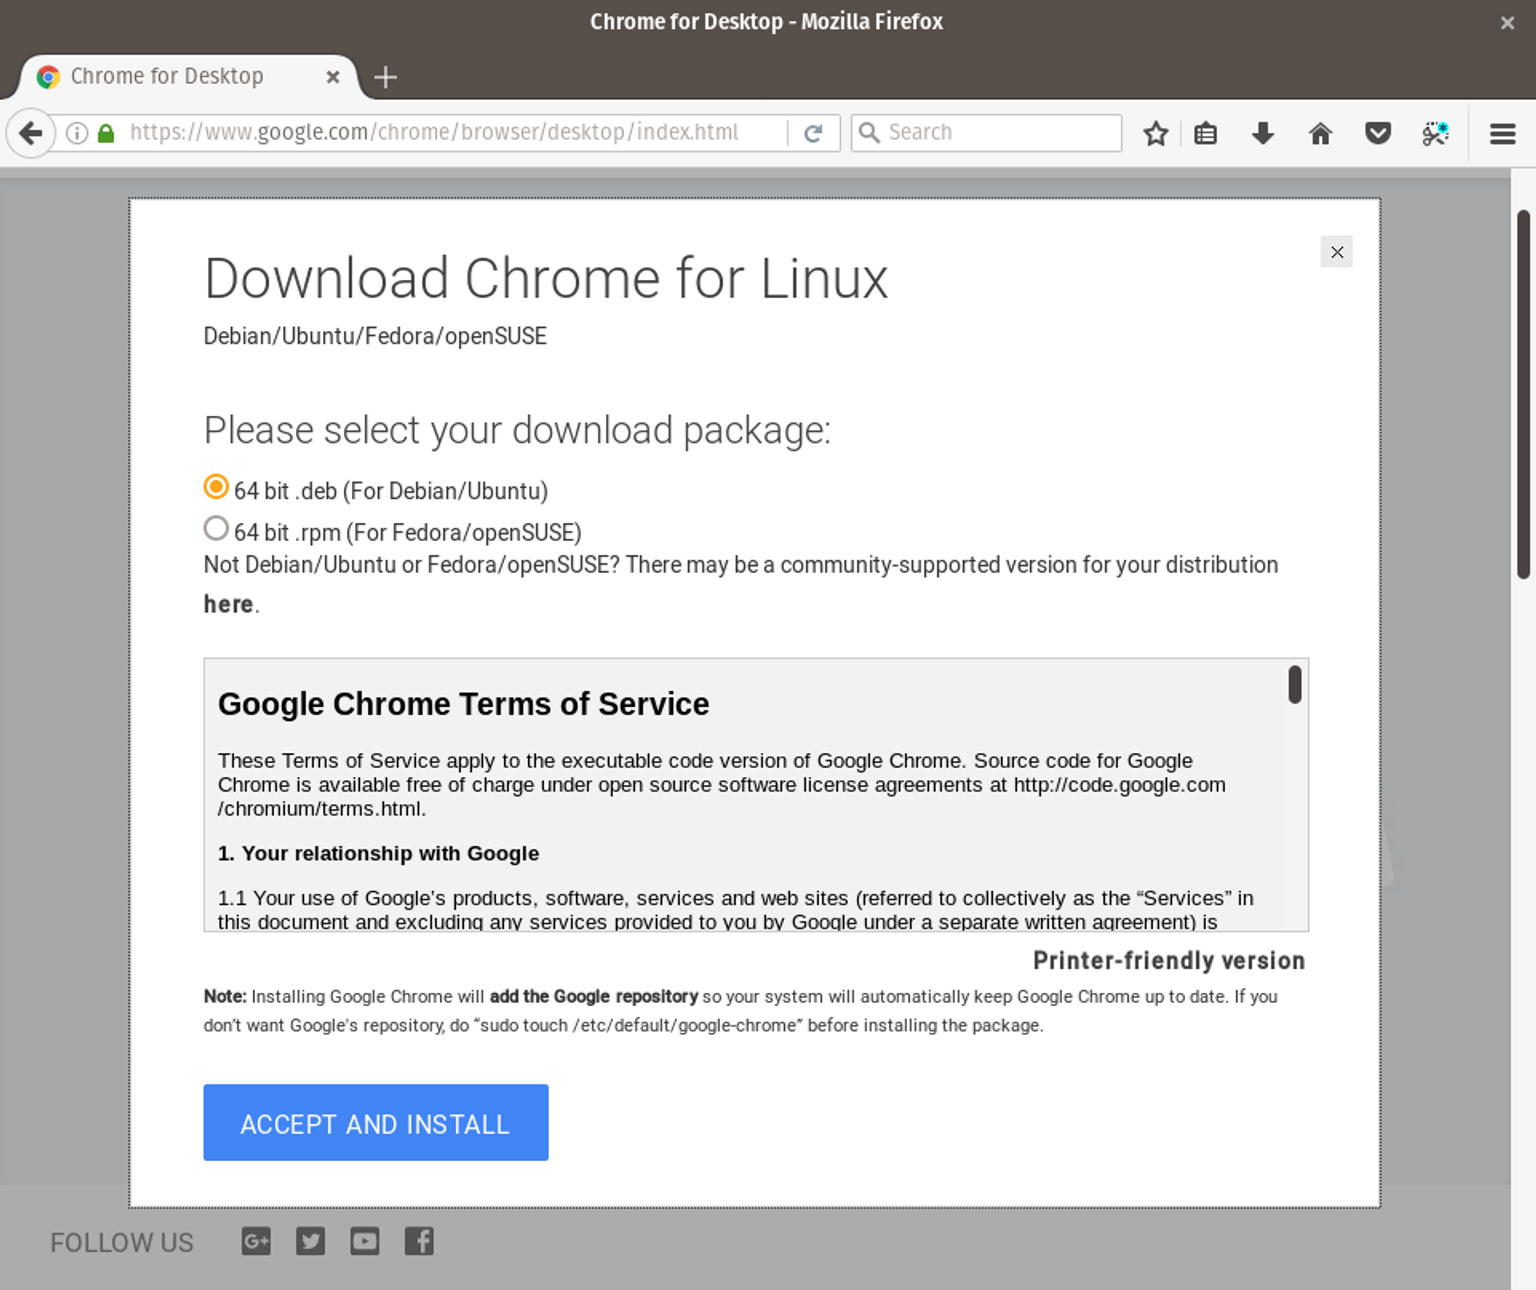 Chrome for Desktop - Mozilla Firefox
Chrome for Desktop
https://www.google.com/chrome/browser/desktop/index.html
Search
Download Chrome for Linux
Debian/Ubuntu/Fedora/openSUSE
Please select your download package:
64 bit .deb (For Debian/Ubuntu)
64 bit .rpm (For Fedora/openSUSE)
Not Debian/Ubuntu or Fedora/openSUSE? There may be a community-supported version for your distribution
here.
Google Chrome Terms of Service
These Terms of Service apply to the executable code version of Google Chrome. Source code for Google
Chrome is available free of charge under open source software license agreements at http://code.google.com
/chromium/terms.html.
1. Your relationship with Google
1.1 Your use of Google’s products, software, services and web sites (referred to collectively as the “Services” in
this document and excluding any services provided to you by Google under a separate written agreement) is
Printer-friendly version
Note: Installing Google Chrome will add the Google repository so your system will automatically keep Google Chrome up to date. If you
don’t want Google's repository, do “sudo touch /etc/default/google-chrome” before installing the package.
ACCEPT AND INSTALL
FOLLOW US